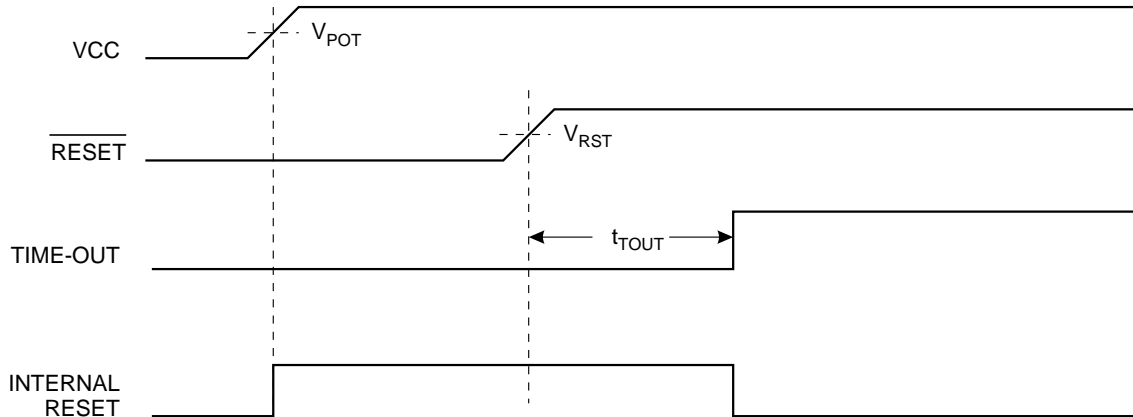 VCC
V_POT
RESET
V_RST
TIME-OUT
t_TOUT
INTERNAL
RESET